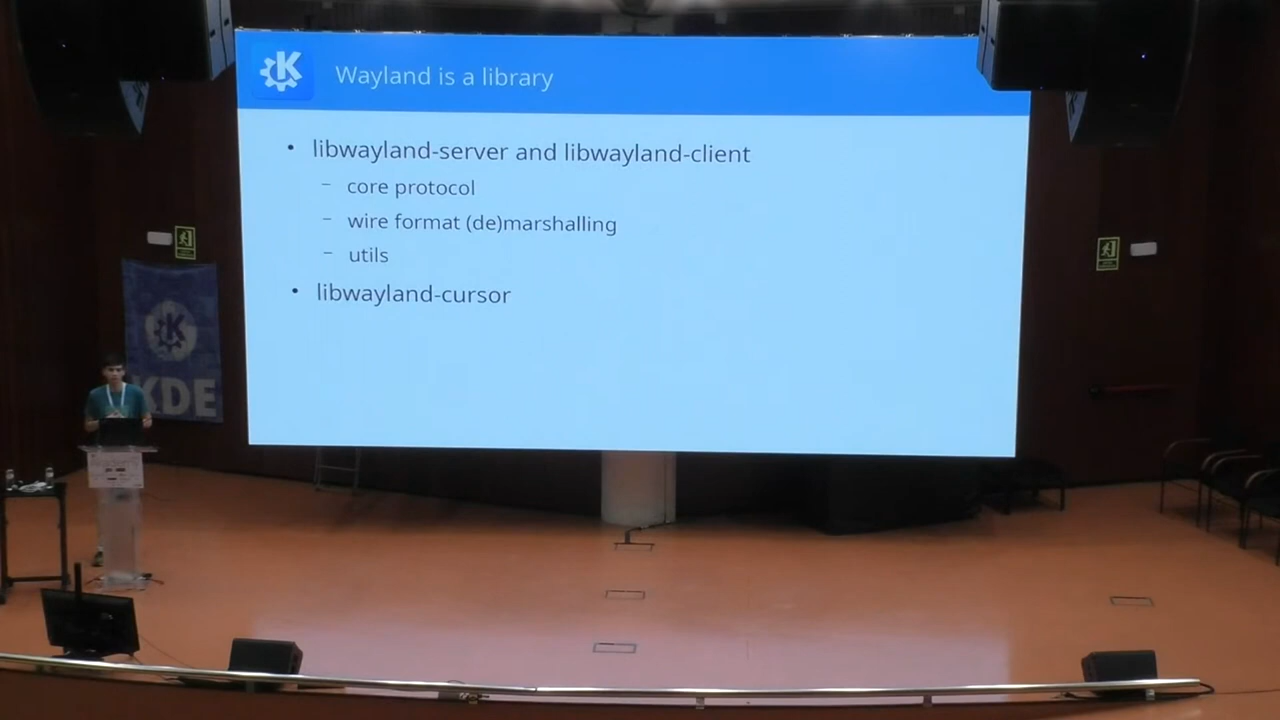 Wayland is a library
• libwayland-server and libwayland-client
– core protocol
– wire format (de)marshalling
– utils
• libwayland-cursor
KDE